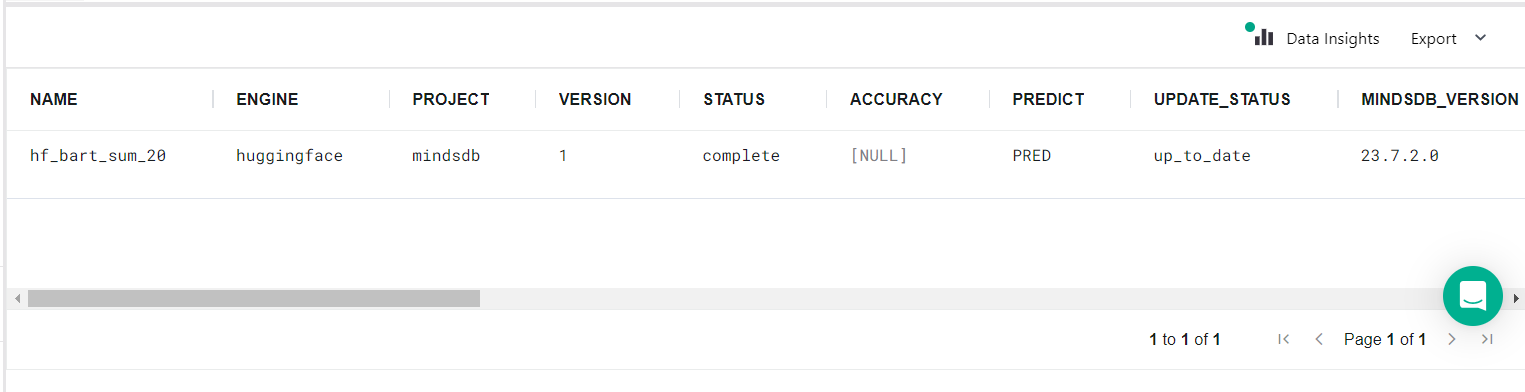 Data Insights Export
NAME ENGINE PROJECT VERSION STATUS ACCURACY PREDICT UPDATE_STATUS MINDSDB_VERSION
hf_bart_sum_20 huggingface mindsdb 1 complete [NULL] PRED up_to_date 23.7.2.0
1 to 1 of 1 Page 1 of 1